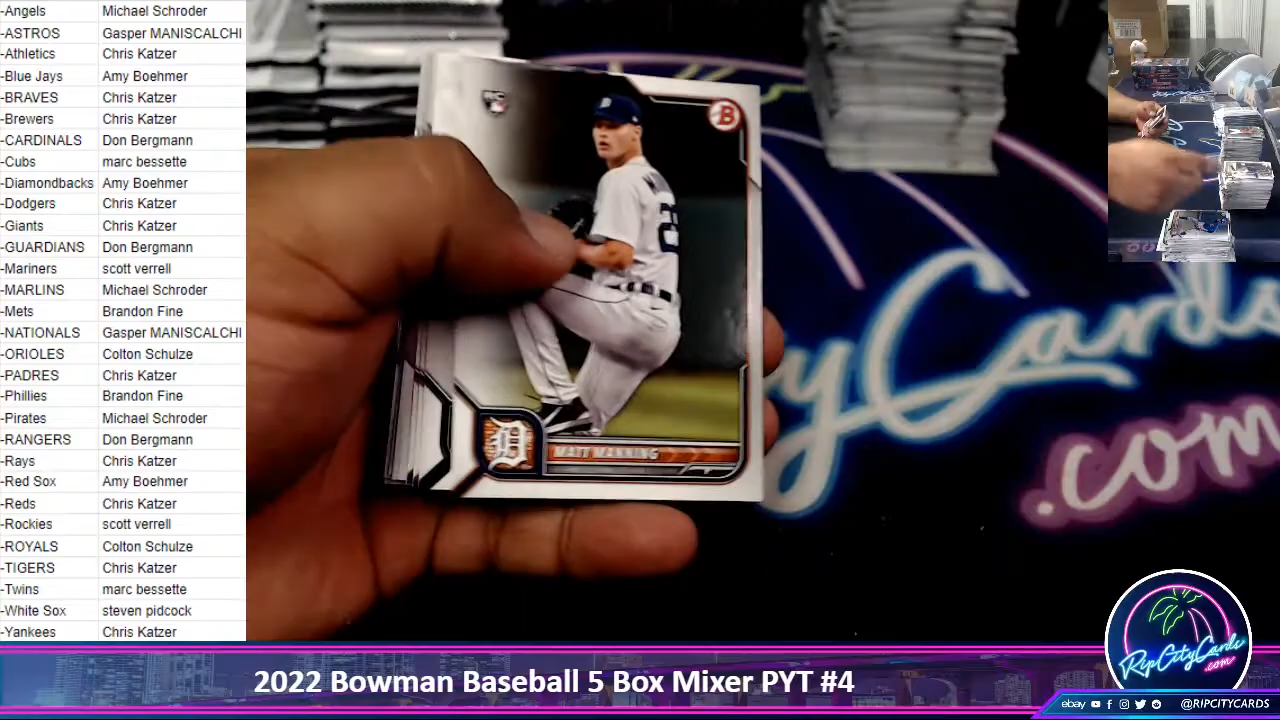 -Angels Michael Schroder
-ASTROS Gasper MANISCALCHI
-Athletics Chris Katzer
-Blue Jays Amy Boehmer
-BRAVES Chris Katzer
-Brewers Chris Katzer
-CARDINALS Don Bergmann
-Cubs marc bessette
-Diamondbacks Amy Boehmer
-Dodgers Chris Katzer
-Giants Chris Katzer
-GUARDIANS Don Bergmann
-Mariners scott verrell
-MARLINS Michael Schroder
-Mets Brandon Fine
-NATIONALS Gasper MANISCALCHI
-ORIOLES Colton Schulze
-PADRES Chris Katzer
-Phillies Brandon Fine
-Pirates Michael Schroder
-RANGERS Don Bergmann
-Rays Chris Katzer
-Red Sox Amy Boehmer
-Reds Chris Katzer
-Rockies scott verrell
-ROYALS Colton Schulze
-TIGERS Chris Katzer
-Twins marc bessette
-White Sox steven pidcock
-Yankees Chris Katzer
RC
B
D
D
MATT MANNING
yCards
.com
RipCityCards
.com
2022 Bowman Baseball 5 Box Mixer PYT #4
ebay @RIPCITYCARDS